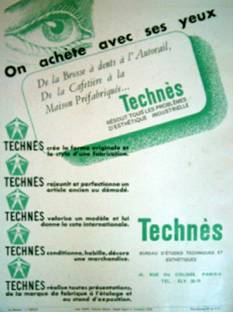 On achète avec ses yeux
De la Brosse à dents à l'Autorail,
De la Cafetière à la
Maison Préfabriquée...
Technès
RÉSOUT TOUS LES PROBLÈMES
D'ESTHÉTIQUE INDUSTRIELLE
TECHNÈS crée la forme originale et
le style d'une fabrication.
TECHNÈS rajeunit et perfectionne un
article ancien ou démodé.
TECHNÈS valorise un modèle et lui
donne la cote internationale.
TECHNÈS conditionne, habille, décore
une marchandise.
TECHNÈS réalise toutes présentations,
de la marque de fabrique à l'étalage et
au stand d'exposition.
Technès
BUREAU D'ÉTUDES TECHNIQUES ET
ESTHÉTIQUES
RUE DU COLISÉE, PARIS
TÉL. ELY.